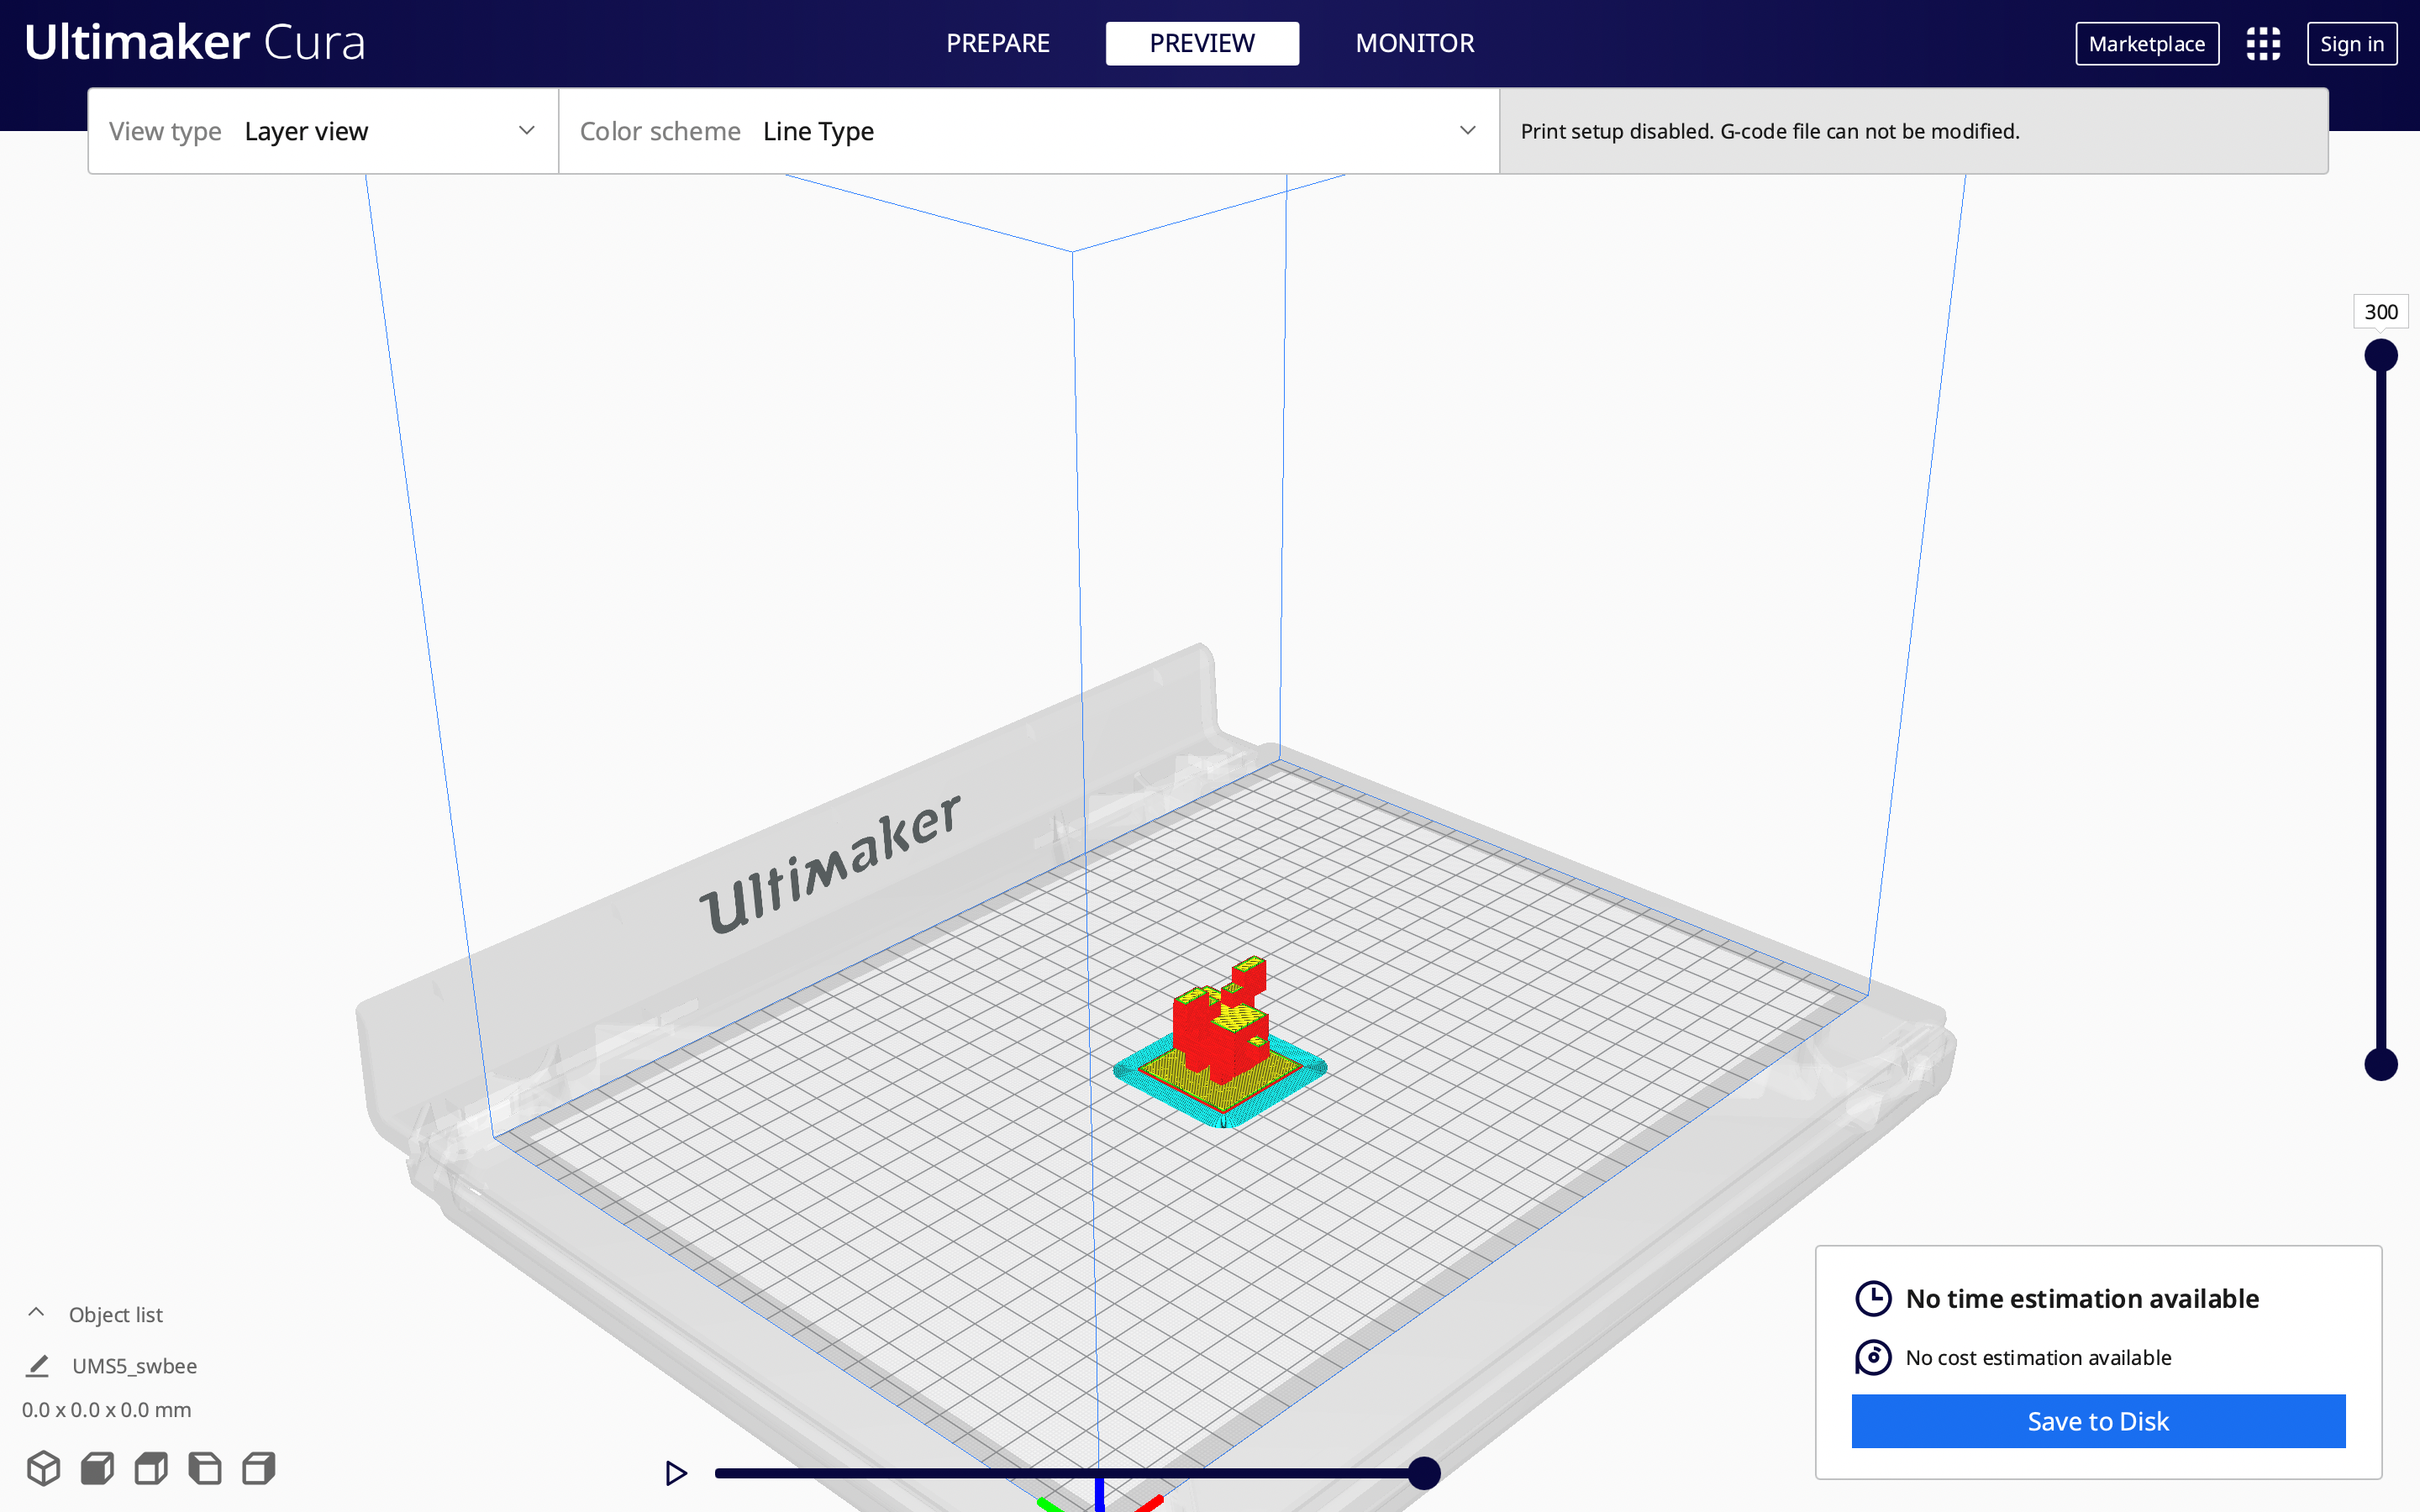 Ultimaker Cura
PREPARE
PREVIEW
MONITOR
Marketplace
Sign in
View type Layer view
Color scheme Line Type
Print setup disabled. G-code file can not be modified.
300
Ultimaker
No time estimation available
No cost estimation available
Save to Disk
Object list
UMS5_swbee
0.0 x 0.0 x 0.0 mm